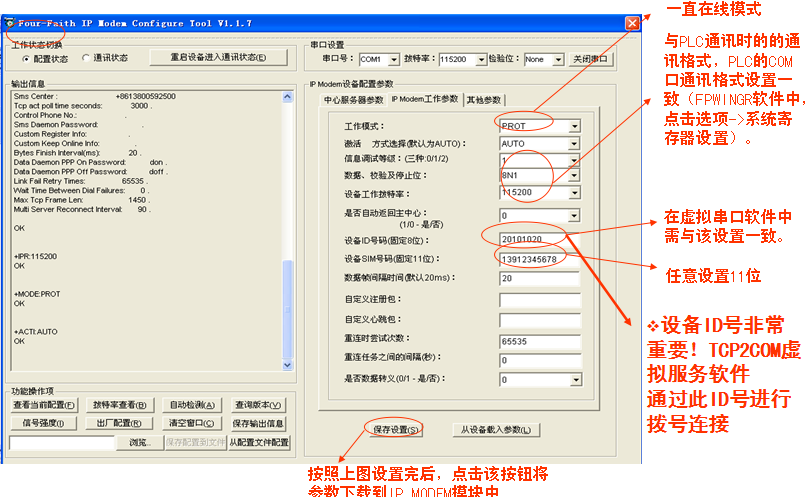 Four-Faith IP Modem Configure Tool V1.1.7
工作状态切换
配置状态 通讯状态 重启设备进入通讯状态(E)
输出信息
Sms Center : +8613800592500
Tcp act poll time seconds: 3000 .
Control Phone No.: .
Sms Daemon Password: .
Custom Register Info: .
Custom Keep Online Info: .
Bytes Finish Interval(ms): 20 .
Data Daemon PPP On Password: don .
Data Daemon PPP Off Password: doff .
Link Fail Retry Times: 65535 .
Wait Time Between Dial Failures: 0 .
Max Tcp Frame Len: 1450 .
Multi Server Reconnect Interval: 90 .
OK
+IPR:115200
OK
+MODE:PROT
OK
+ACTI:AUTO
OK
功能操作项
查看当前配置(F) 拨特率查看(B) 自动检测(A) 查询版本(V)
信号强度(I) 出厂配置(R) 清空窗口(C) 保存输出信息
浏览.. 保存配置到文件 从配置文件配置
串口设置
串口号： COM1 拨特率： 115200 检验位： None 关闭串口
IP Modem设备配置参数
中心服务器参数 IP Modem工作参数 其他参数
工作模式： PROT
激活 方式选择(默认为AUTO)： AUTO
信息调试等级：(三种:0/1/2) 1
数据、校验及停止位： 8N1
设备工作拨特率： 115200
是否自动返回主中心： 0
(1/0 - 是/否)
设备ID号码(固定8位)： 20101020
设备SIM号码(固定11位)： 13912345678
数据帧间隔时间(默认20ms)： 20
自定义注册包：
自定义心跳包：
重连时尝试次数： 65535
重连任务之间的间隔(秒)： 0
是否数据转义(0/1 - 是/否)： 0
保存设置(S) 从设备载入参数(L)
一直在线模式
与PLC通讯时的的通
讯格式，PLC的COM
口通讯格式设置一
致（FPWINGR软件中，
点击选项->系统寄
存器设置）。
在虚拟串口软件中
需与该设置一致。
任意设置11位
❖设备ID号非常
重要！TCP2COM虚
拟服务软件
通过此ID号进行
拨号连接
按照上图设置完后，点击该按钮将
参数下载到IP MODEM模块中